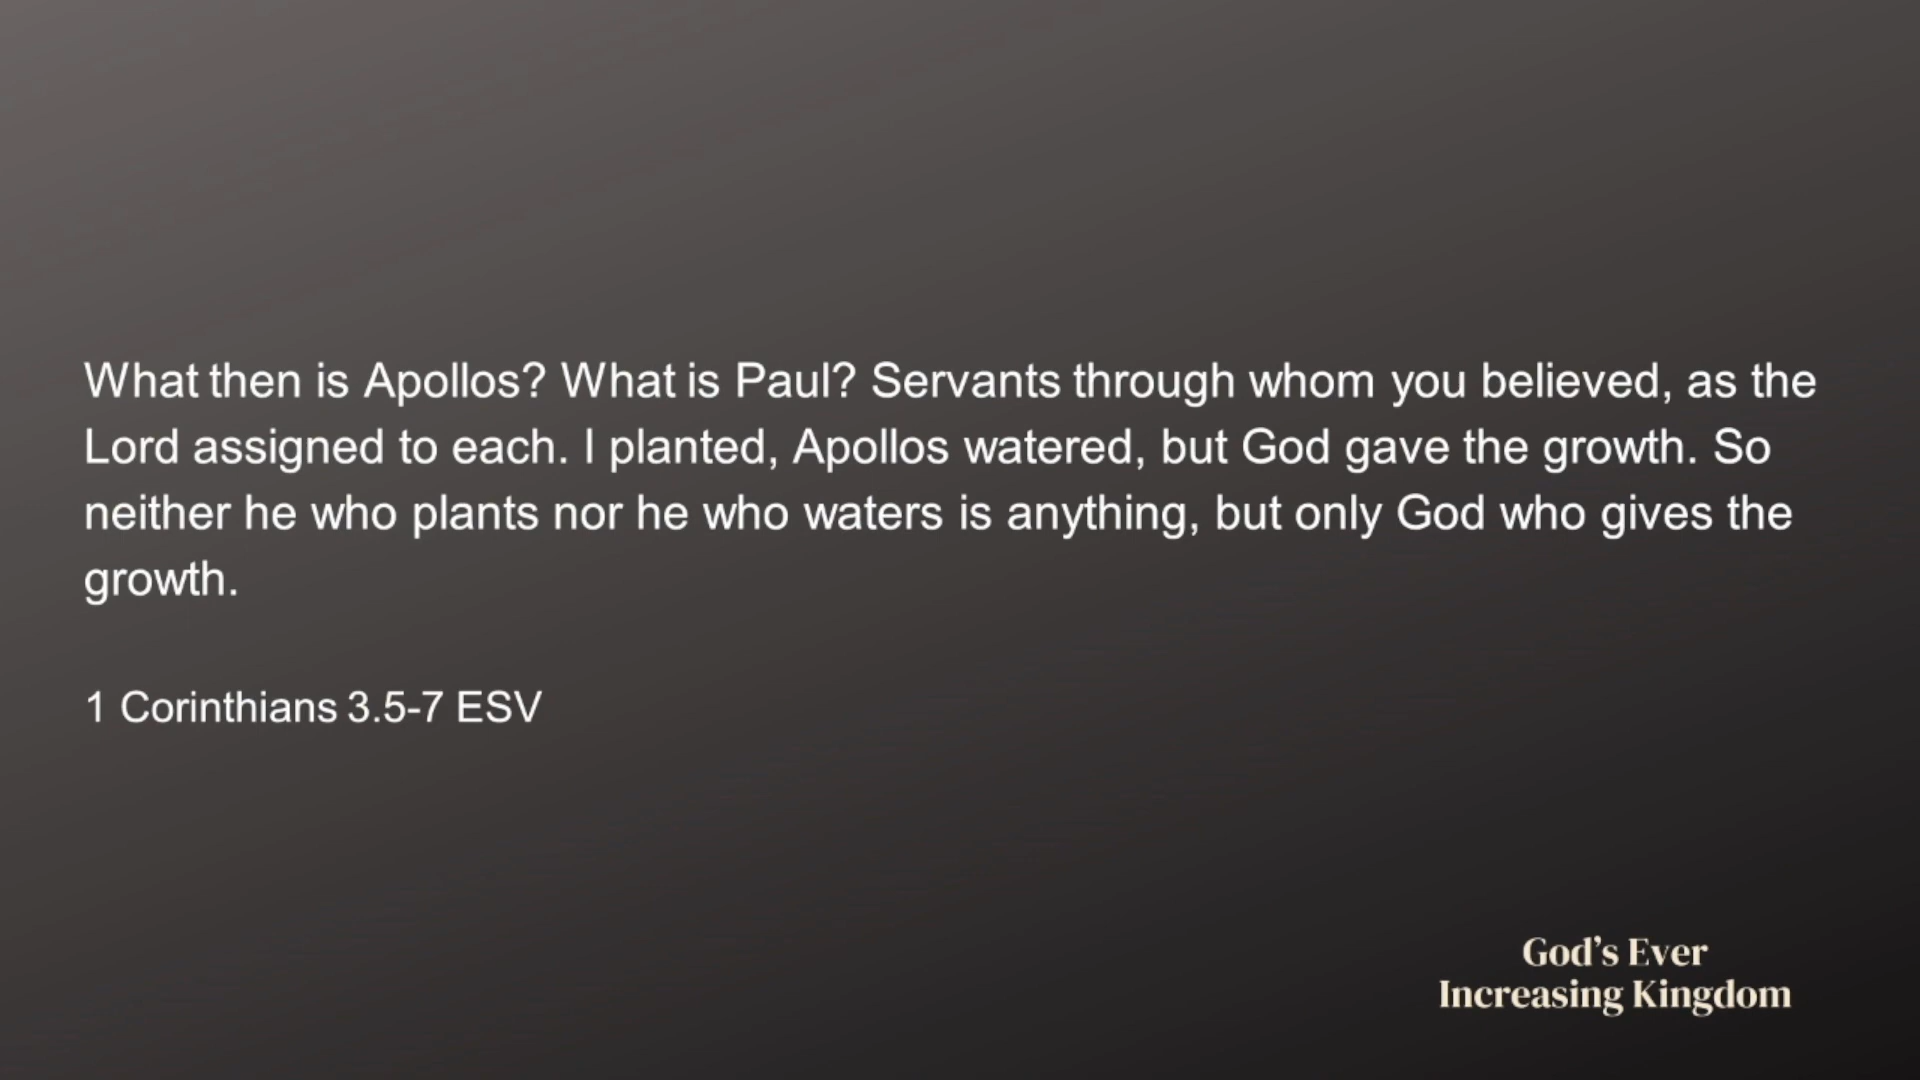 What then is Apollos? What is Paul? Servants through whom you believed, as the
Lord assigned to each. I planted, Apollos watered, but God gave the growth. So
neither he who plants nor he who waters is anything, but only God who gives the
growth.
1 Corinthians 3.5-7 ESV
God’s Ever
Increasing Kingdom